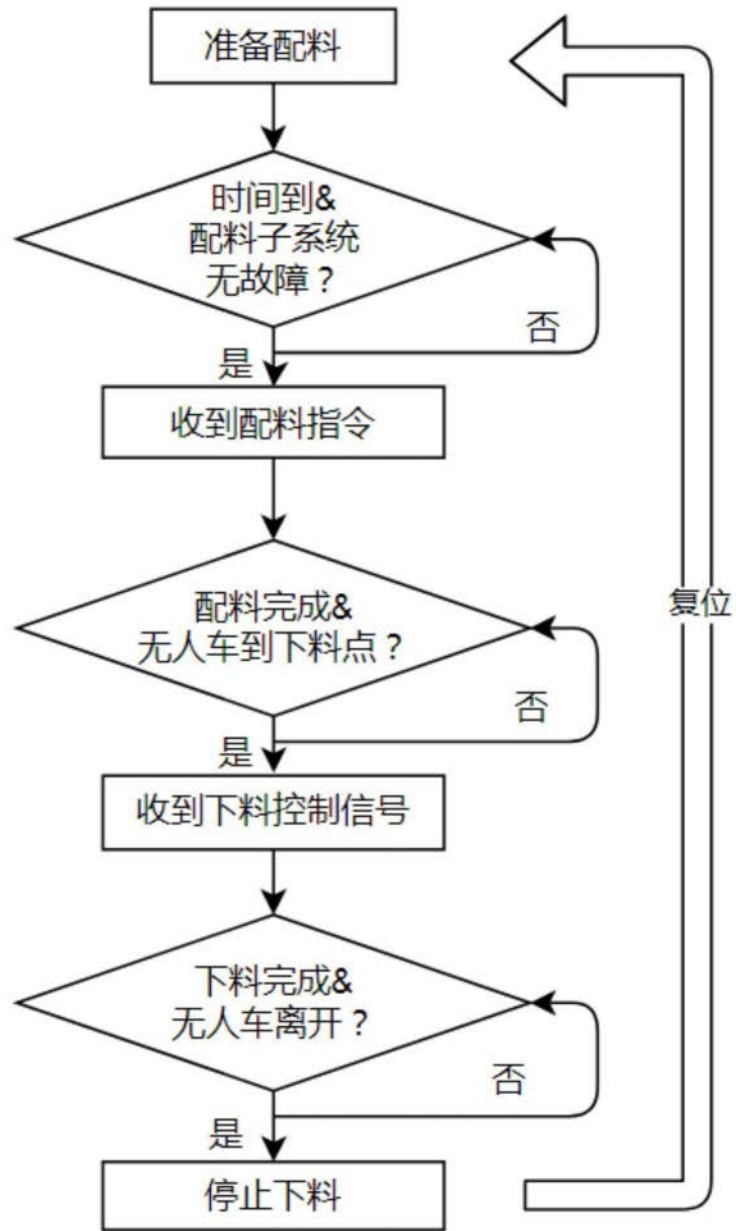 准备配料
时间到&
配料子系统
无故障？
否
是
收到配料指令
配料完成&
无人车到下料点？
复位
否
是
收到下料控制信号
下料完成&
无人车离开？
否
是
停止下料